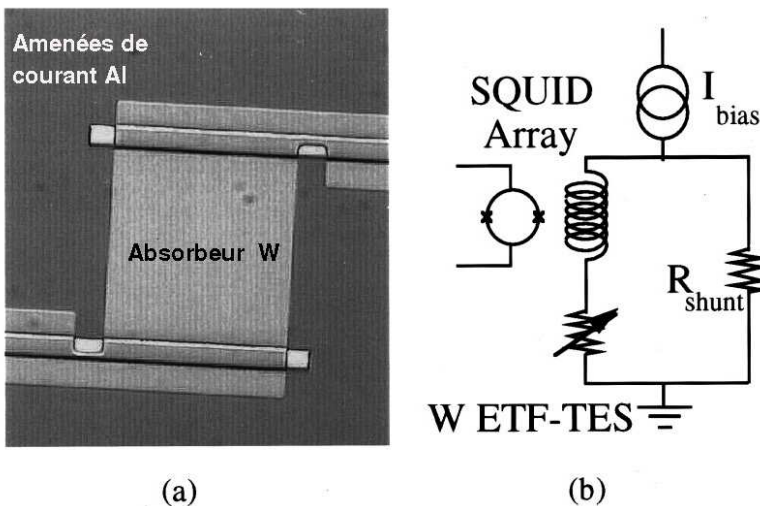 Amenées de
courant Al
Absorbeur W
(a)
SQUID
Array
I bias
R shunt
W ETF-TES
(b)